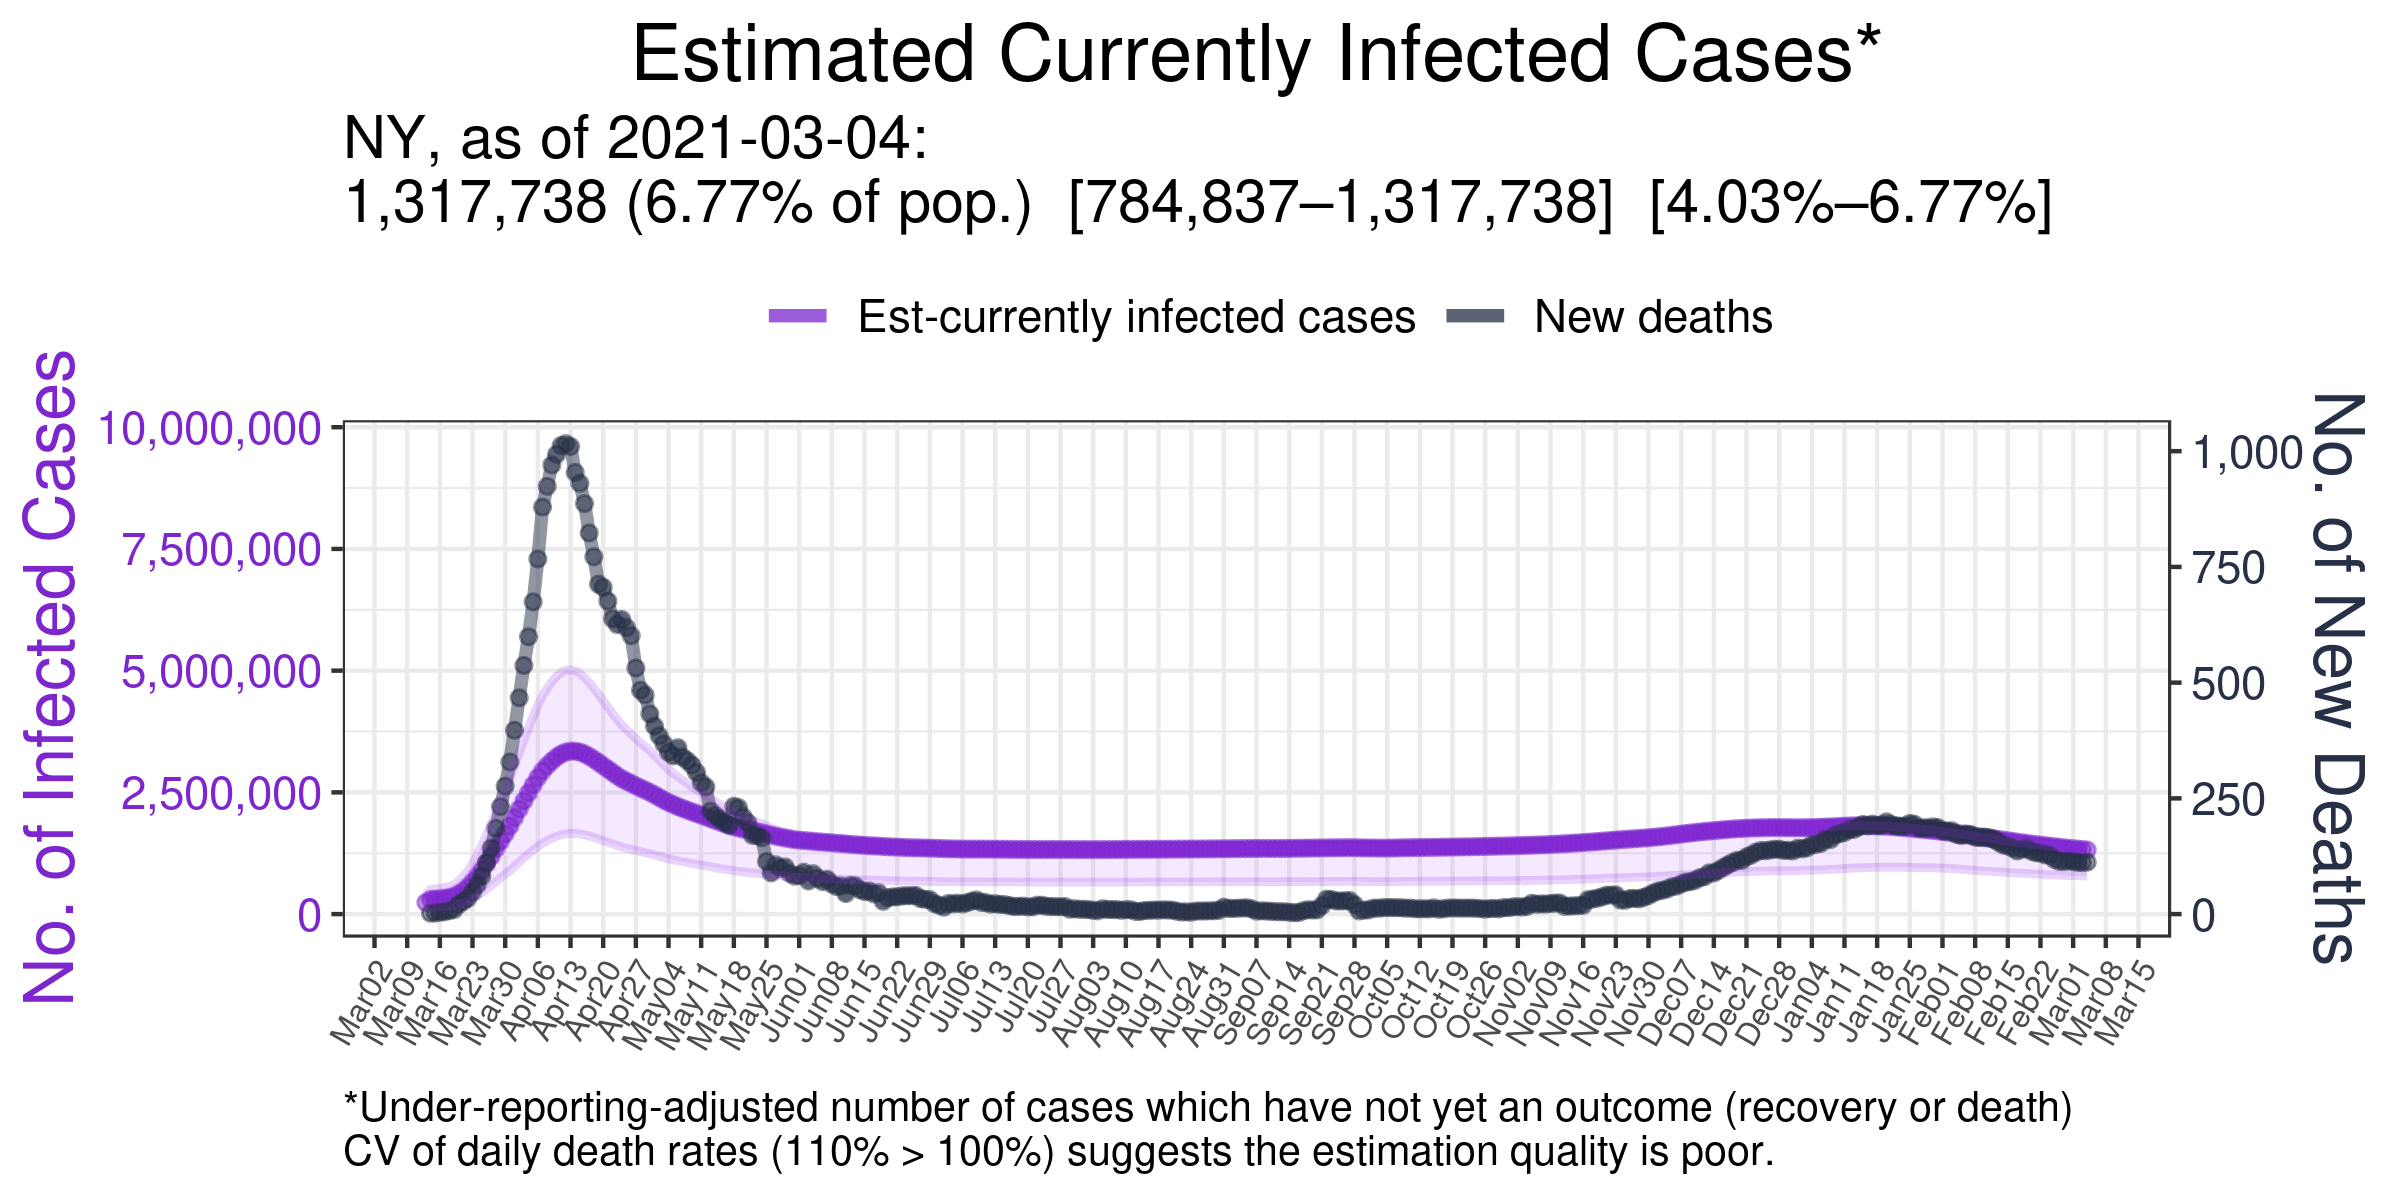 Estimated Currently Infected Cases*
NY, as of 2021-03-04:
1,317,738 (6.77% of pop.) [784,837–1,317,738] [4.03%–6.77%]
Est-currently infected cases New deaths
No. of Infected Cases
10,000,000
7,500,000
5,000,000
2,500,000
0
1,000
750
500
250
0
No. of New Deaths
Mar02 Mar09 Mar16 Mar23 Mar30 Apr06 Apr13 Apr20 Apr27 May04 May11 May18 May25 Jun01 Jun08 Jun15 Jun22 Jun29 Jul06 Jul13 Jul20 Jul27 Aug03 Aug10 Aug17 Aug24 Aug31 Sep07 Sep14 Sep21 Sep28 Oct05 Oct12 Oct19 Oct26 Nov02 Nov09 Nov16 Nov23 Nov30 Dec07 Dec14 Dec21 Dec28 Jan04 Jan11 Jan18 Jan25 Feb01 Feb08 Feb15 Feb22 Mar01 Mar08 Mar15
*Under-reporting-adjusted number of cases which have not yet an outcome (recovery or death)
CV of daily death rates (110% > 100%) suggests the estimation quality is poor.